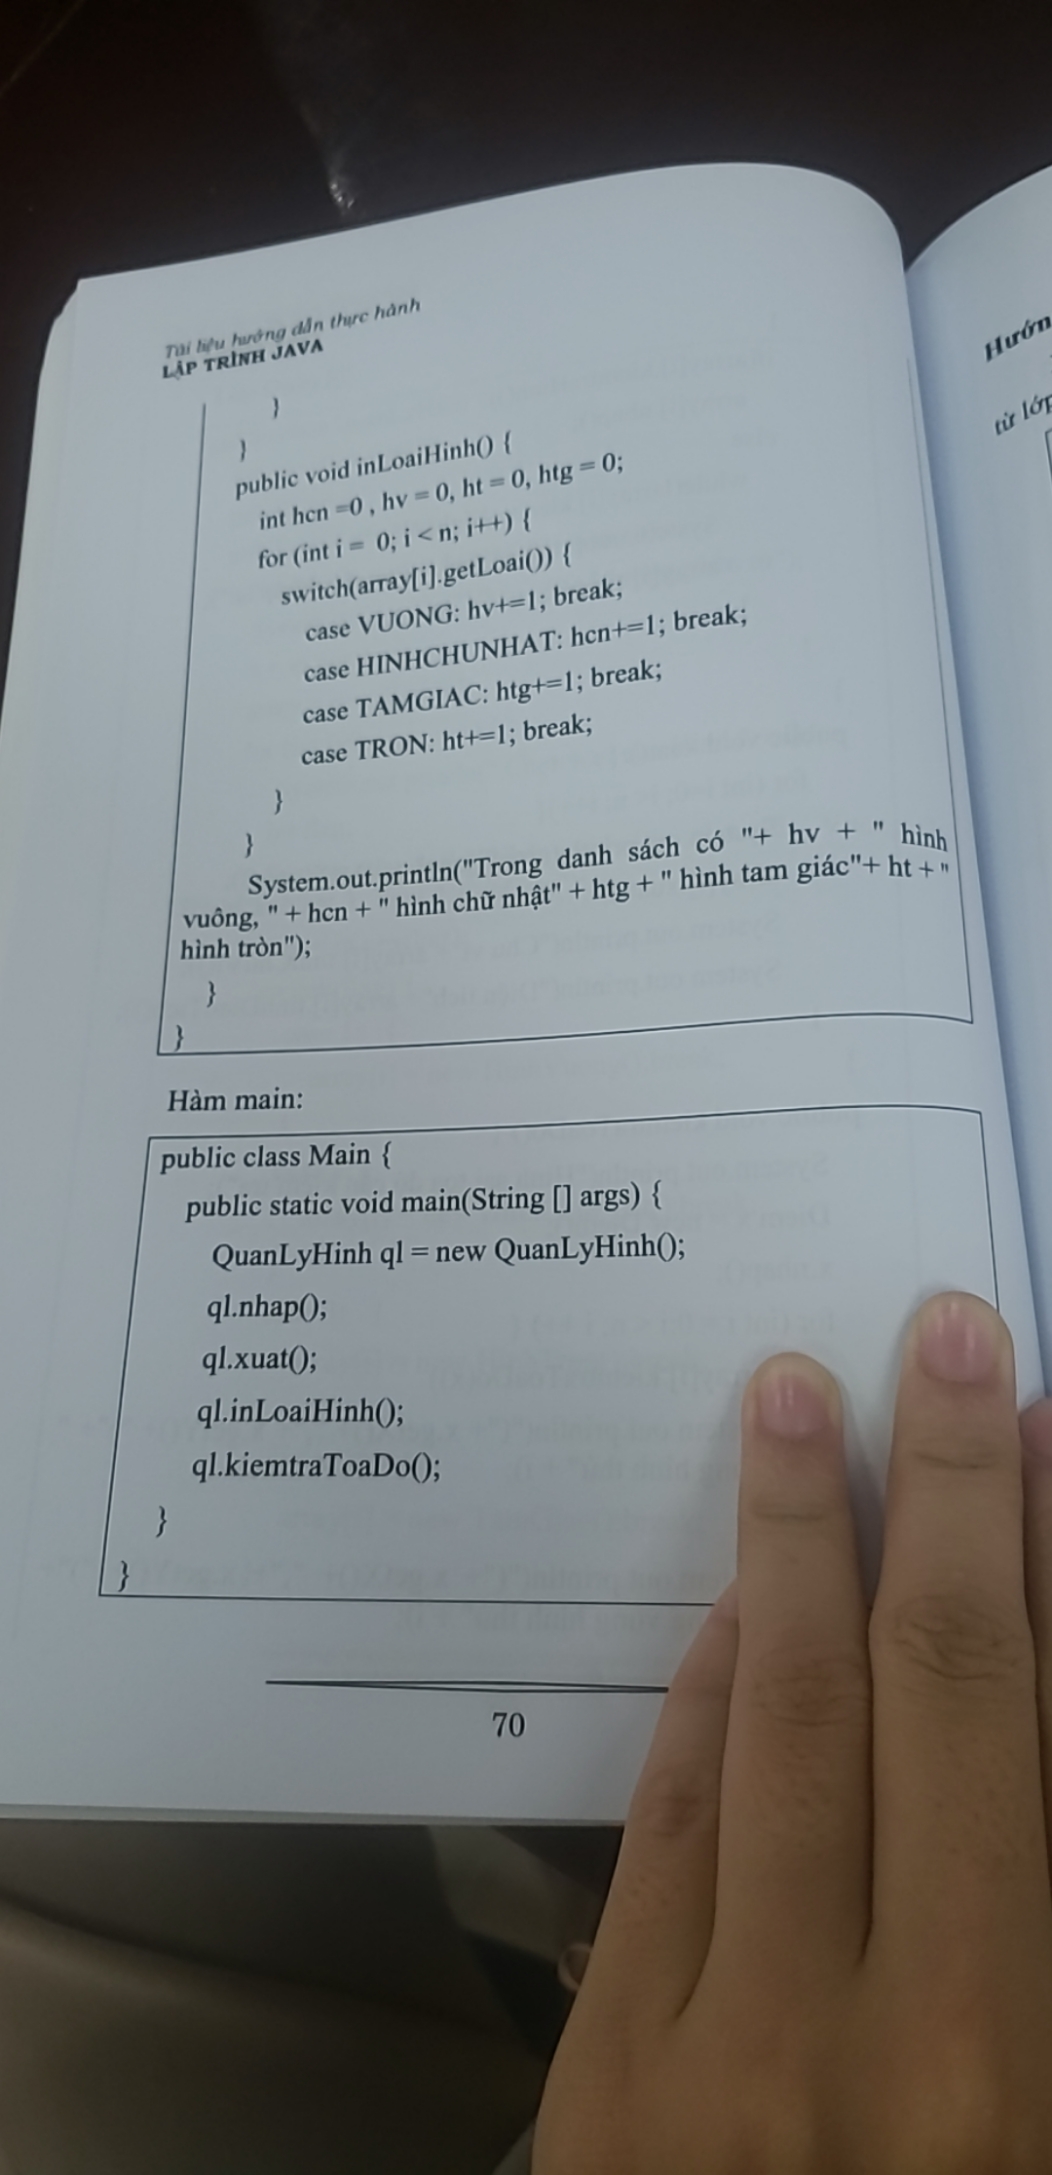 Tài liệu hướng dẫn thực hành
LẬP TRÌNH JAVA
}
}
public void inLoaiHinh() {
int hcn =0 , hv = 0, ht = 0, htg = 0;
for (int i = 0; i < n; i++) {
switch(array[i].getLoai()) {
case VUONG: hv+=1; break;
case HINHCHUNHAT: hcn+=1; break;
case TAMGIAC: htg+=1; break;
case TRON: ht+=1; break;
}
}
System.out.println("Trong danh sách có "+ hv + " hình
vuông, " + hcn + " hình chữ nhật" + htg + " hình tam giác"+ ht + "
hình tròn");
}
}
Hàm main:
public class Main {
public static void main(String [] args) {
QuanLyHinh ql = new QuanLyHinh();
ql.nhap();
ql.xuat();
ql.inLoaiHinh();
ql.kiemtraToaDo();
}
}
70
từ